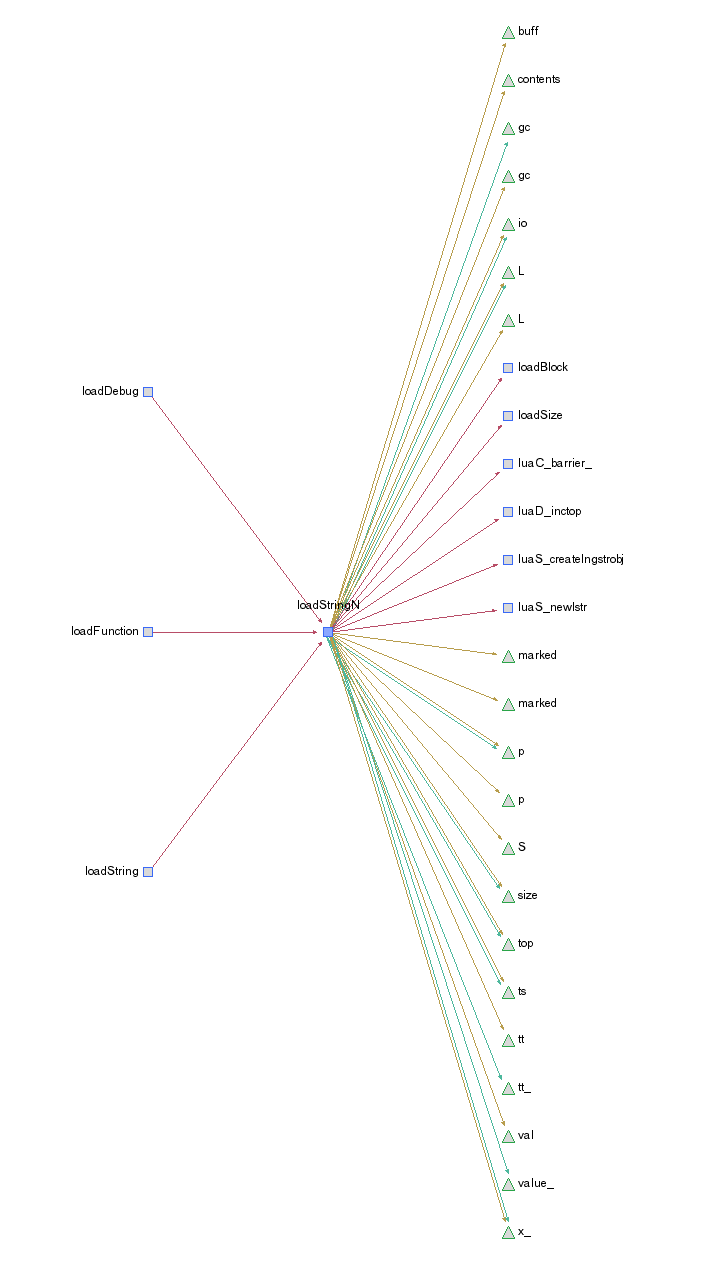 buff
contents
gc
gc
io
L
L
loadBlock
loadDebug
loadSize
luaC_barrier_
luaD_inctop
luaS_createlngstrobj
loadStringN
luaS_newlstr
loadFunction
marked
marked
p
p
S
loadString
size
top
ts
tt
tt_
val
value_
x_